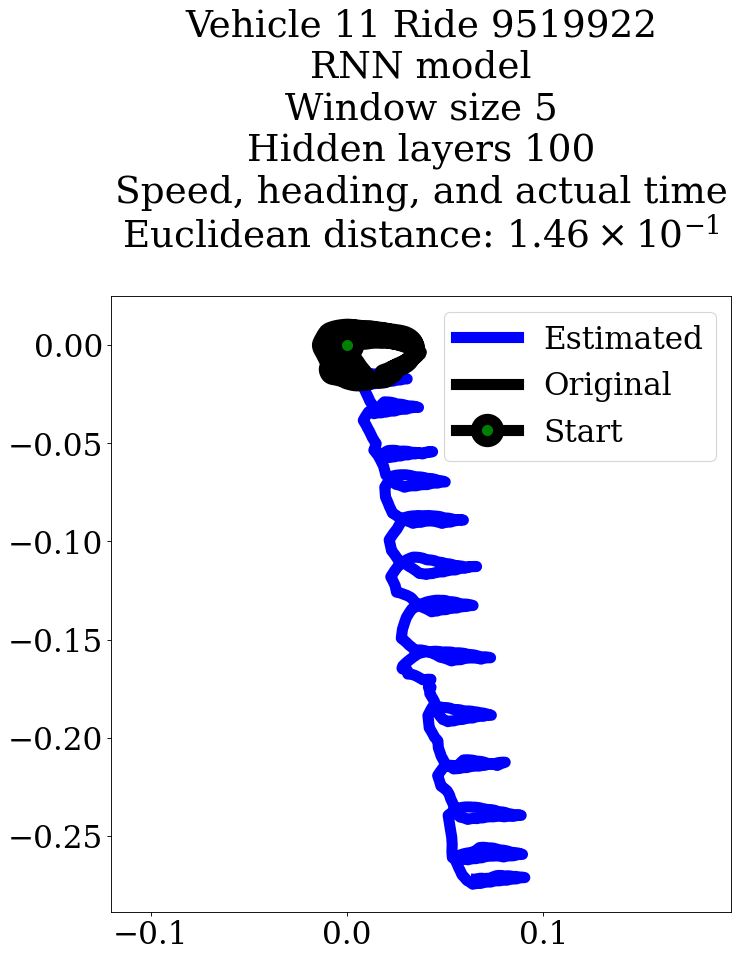 Vehicle 11 Ride 9519922
RNN model
Window size 5
Hidden layers 100
Speed, heading, and actual time
Euclidean distance: 1.46 × 10⁻¹
Estimated
Original
Start
0.00
−0.05
−0.10
−0.15
−0.20
−0.25
−0.1
0.0
0.1